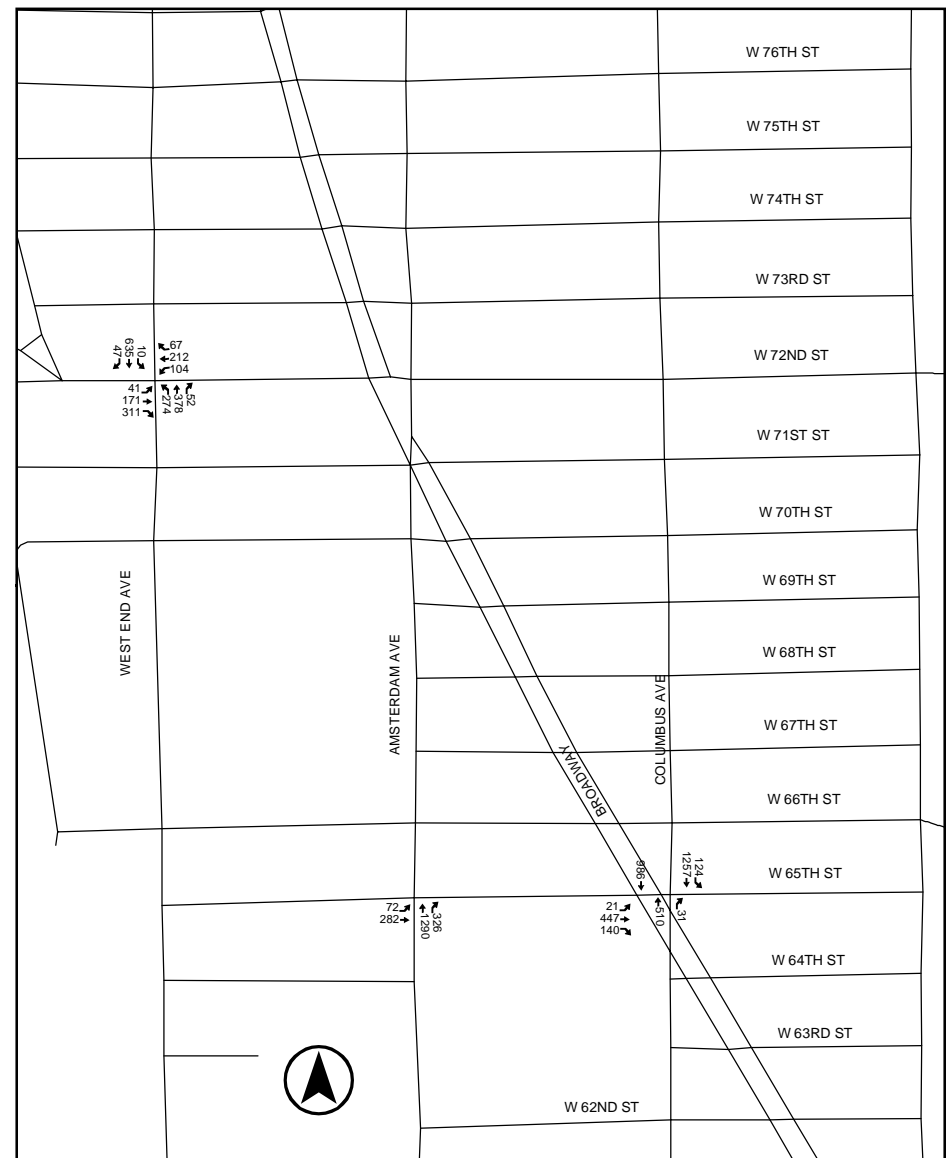 W 76TH ST
W 75TH ST
W 74TH ST
W 73RD ST
W 72ND ST
47
635
10
67
212
104
41
171
311
274
378
52
W 71ST ST
W 70TH ST
W 69TH ST
WEST END AVE
AMSTERDAM AVE
W 68TH ST
COLUMBUS AVE
W 67TH ST
BROADWAY
W 66TH ST
W 65TH ST
986
1257
124
72
282
1290
326
21
447
140
510
31
W 64TH ST
W 63RD ST
W 62ND ST